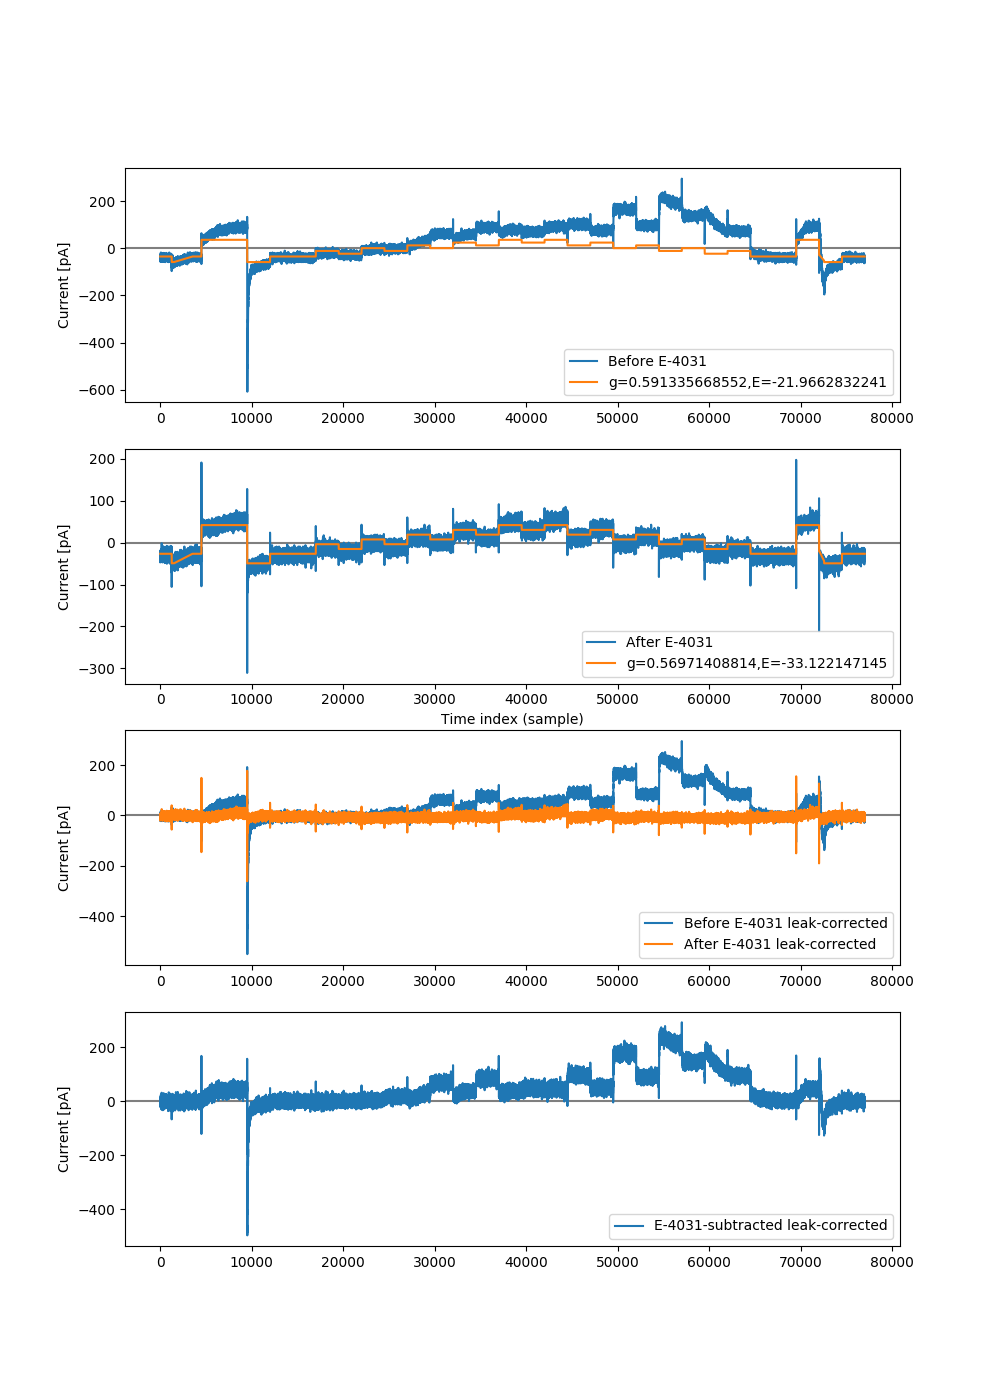 200
0
−200
−400
−600
Current [pA]
Before E-4031
g=0.591335668552,E=-21.9662832241
0 10000 20000 30000 40000 50000 60000 70000 80000
200
100
0
−100
−200
−300
Current [pA]
After E-4031
g=0.56971408814,E=-33.122147145
0 10000 20000 30000 40000 50000 60000 70000 80000
Time index (sample)
200
0
−200
−400
Current [pA]
Before E-4031 leak-corrected
After E-4031 leak-corrected
0 10000 20000 30000 40000 50000 60000 70000 80000
200
0
−200
−400
Current [pA]
E-4031-subtracted leak-corrected
0 10000 20000 30000 40000 50000 60000 70000 80000